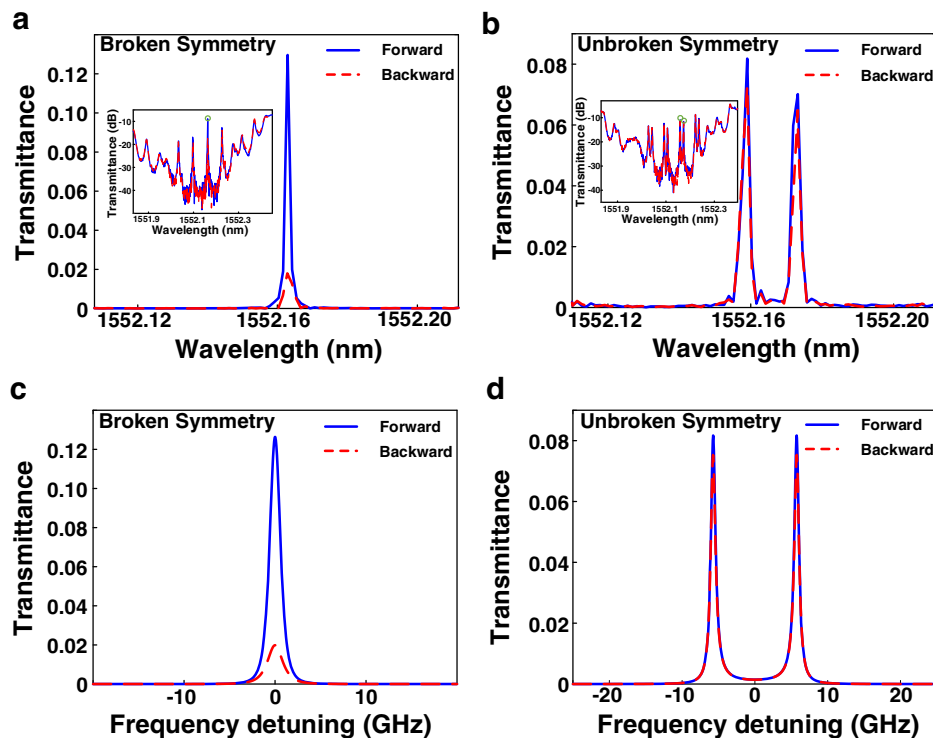 a
Broken Symmetry
Forward
Backward
Transmittance
0.12
0.10
0.08
0.06
0.04
0.02
0
1552.12
1552.16
1552.20
Wavelength (nm)
Transmittance (dB)
-10
-20
-30
-40
1551.9
1552.1
1552.3
Wavelength (nm)
b
Unbroken Symmetry
Forward
Backward
Transmittance
0.08
0.06
0.04
0.02
0
1552.12
1552.16
1552.20
Wavelength (nm)
Transmittance (dB)
-10
-25
-35
-45
1551.9
1552.1
1552.3
Wavelength (nm)
c
Broken Symmetry
Forward
Backward
Transmittance
0.12
0.10
0.08
0.06
0.04
0.02
0
-10
0
10
Frequency detuning (GHz)
d
Unbroken Symmetry
Forward
Backward
Transmittance
0.08
0.06
0.04
0.02
0
-20
-10
0
10
20
Frequency detuning (GHz)